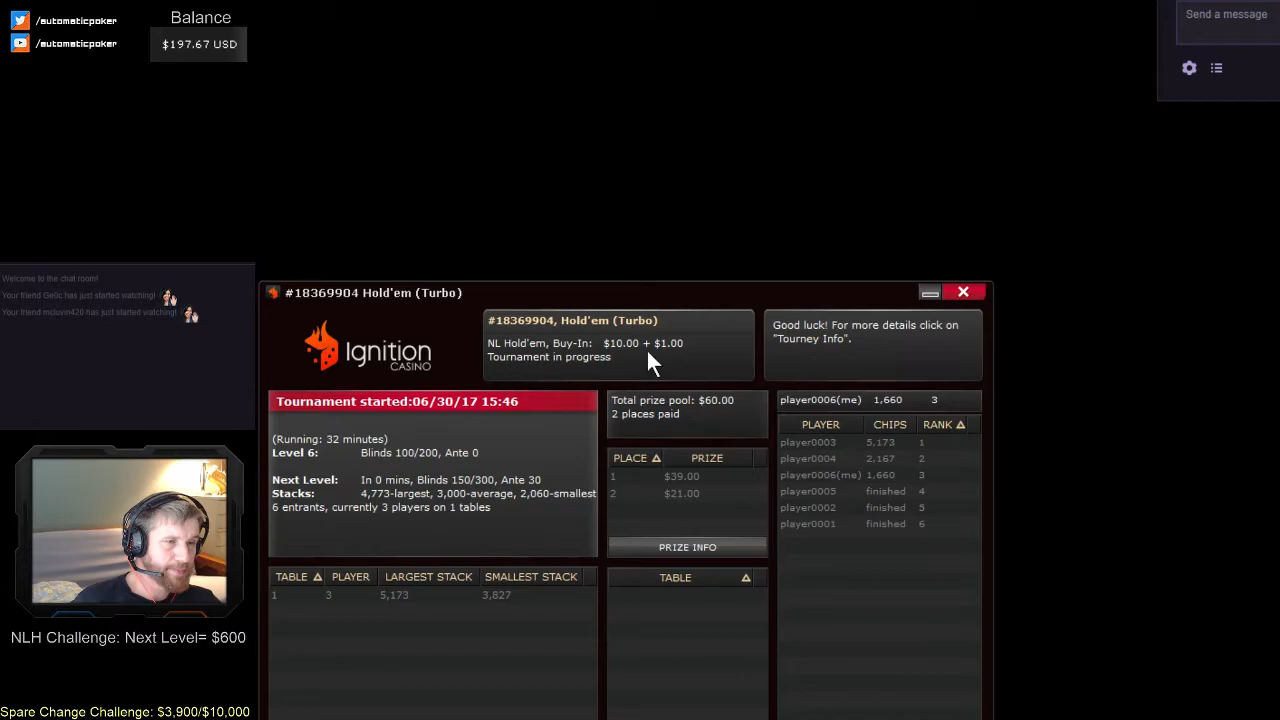 /automaticpoker
/automaticpoker
Balance
$197.67 USD
Send a message
Welcome to the chat room!
Your friend Ge0c has just started watching!
Your friend mcluvin420 has just started watching!
#18369904 Hold'em (Turbo)
Ignition
CASINO
#18369904, Hold'em (Turbo)
NL Hold'em, Buy-In: $10.00 + $1.00
Tournament in progress
Good luck! For more details click on
"Tourney Info".
Tournament started:06/30/17 15:46
(Running: 32 minutes)
Level 6: Blinds 100/200, Ante 0
Next Level: In 0 mins, Blinds 150/300, Ante 30
Stacks: 4,773-largest, 3,000-average, 2,060-smallest
6 entrants, currently 3 players on 1 tables
Total prize pool: $60.00
2 places paid
PLACE PRIZE
1 $39.00
2 $21.00
PRIZE INFO
player0006(me) 1,660 3
PLAYER CHIPS RANK
player0003 5,173 1
player0004 2,167 2
player0006(me) 1,660 3
player0005 finished 4
player0002 finished 5
player0001 finished 6
TABLE PLAYER LARGEST STACK SMALLEST STACK
1 3 5,173 3,827
TABLE
NLH Challenge: Next Level= $600
Spare Change Challenge: $3,900/$10,000